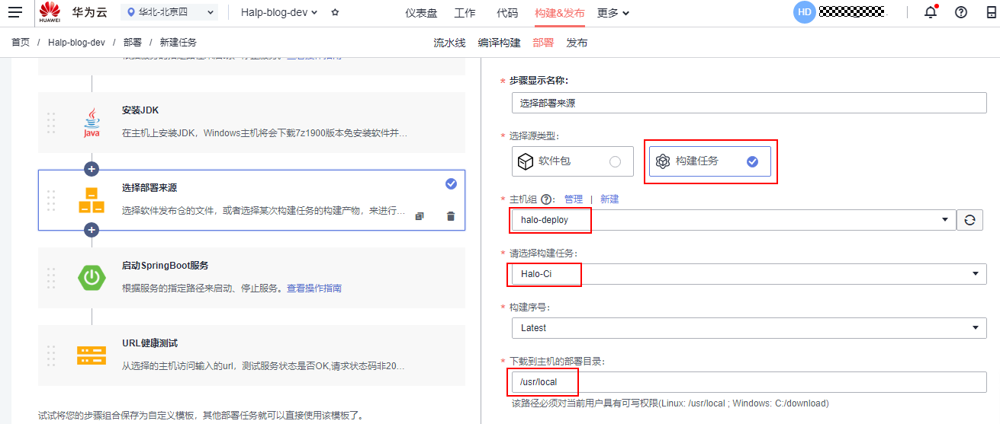 HUAWEI
华为云
华北-北京四
Halp-blog-dev
仪表盘
工作
代码
构建&发布
更多
HD
首页 / Halp-blog-dev / 部署 / 新建任务
流水线
编译构建
部署
发布
安装JDK
Java
在主机上安装JDK，Windows主机将会下载7z1900版本免安装软件并...
选择部署来源
选择软件发布仓的文件，或者选择某次构建任务的构建产物，来进行...
启动SpringBoot服务
根据服务的指定路径来启动、停止服务。查看操作指南
URL健康测试
从选择的主机访问输入的url，测试服务状态是否OK,请求状态码非20...
试试将您的步骤组合保存为自定义模板，其他部署任务就可以直接使用该模板了。
* 步骤显示名称:
选择部署来源
* 选择源类型:
软件包
构建任务
* 主机组 ? : 管理 | 新建
halo-deploy
* 请选择构建任务:
Halo-Ci
* 构建序号:
Latest
* 下载到主机的部署目录:
/usr/local
该路径必须对当前用户具有可写权限(Linux: /usr/local ; Windows: C:/download)